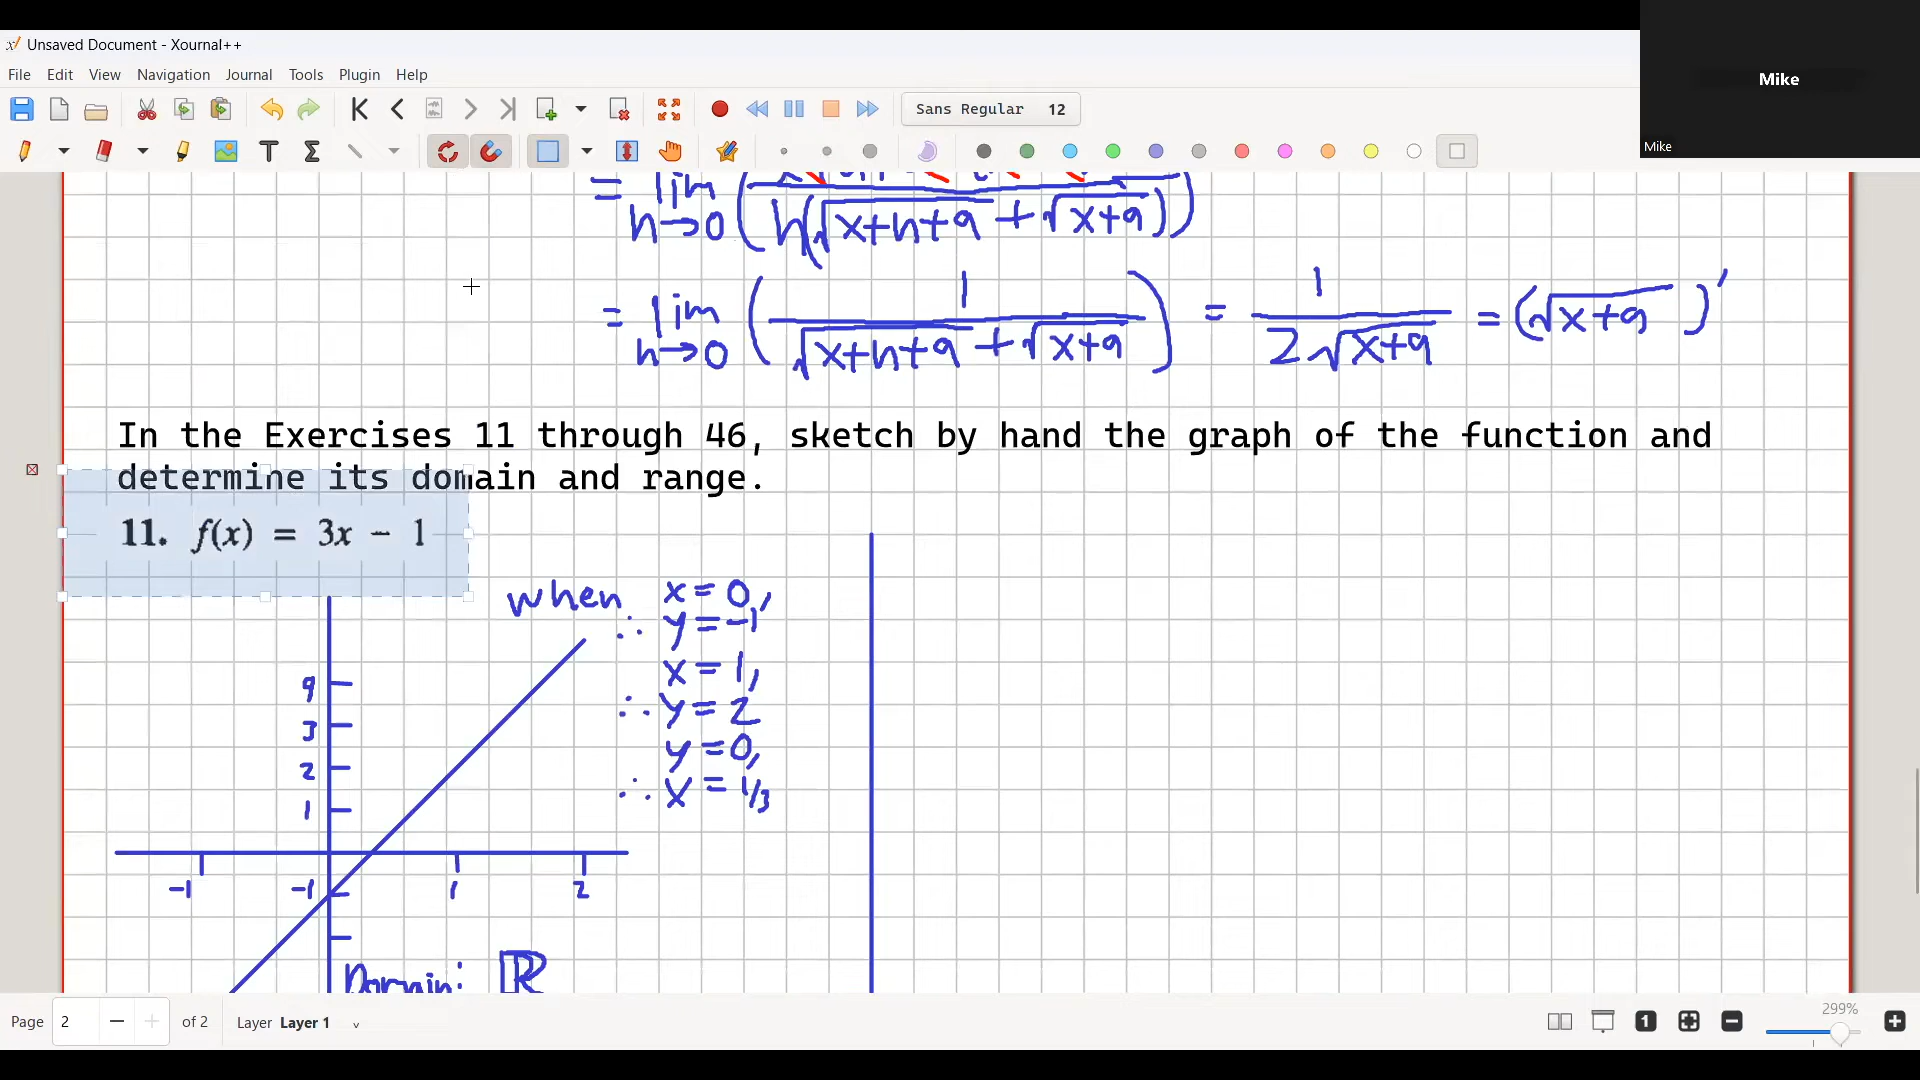 Unsaved Document - Xournal++
File Edit View Navigation Journal Tools Plugin Help
Sans Regular 12
Mike
Mike
= lim
h→0 ( h(√x+h+9 + √x+9) )
= lim h→0 ( 1 / (√x+h+9 + √x+9) ) = 1 / (2√x+9) = (√x+9)'
In the Exercises 11 through 46, sketch by hand the graph of the function and
determine its domain and range.
11. f(x) = 3x − 1
when x = 0,
∴ y = -1
x = 1,
∴ y = 2
y = 0,
∴ x = 1/3
4
3
2
1
-1 -1 1 2
Domain: ℝ
Page 2 of 2 Layer Layer 1
299%